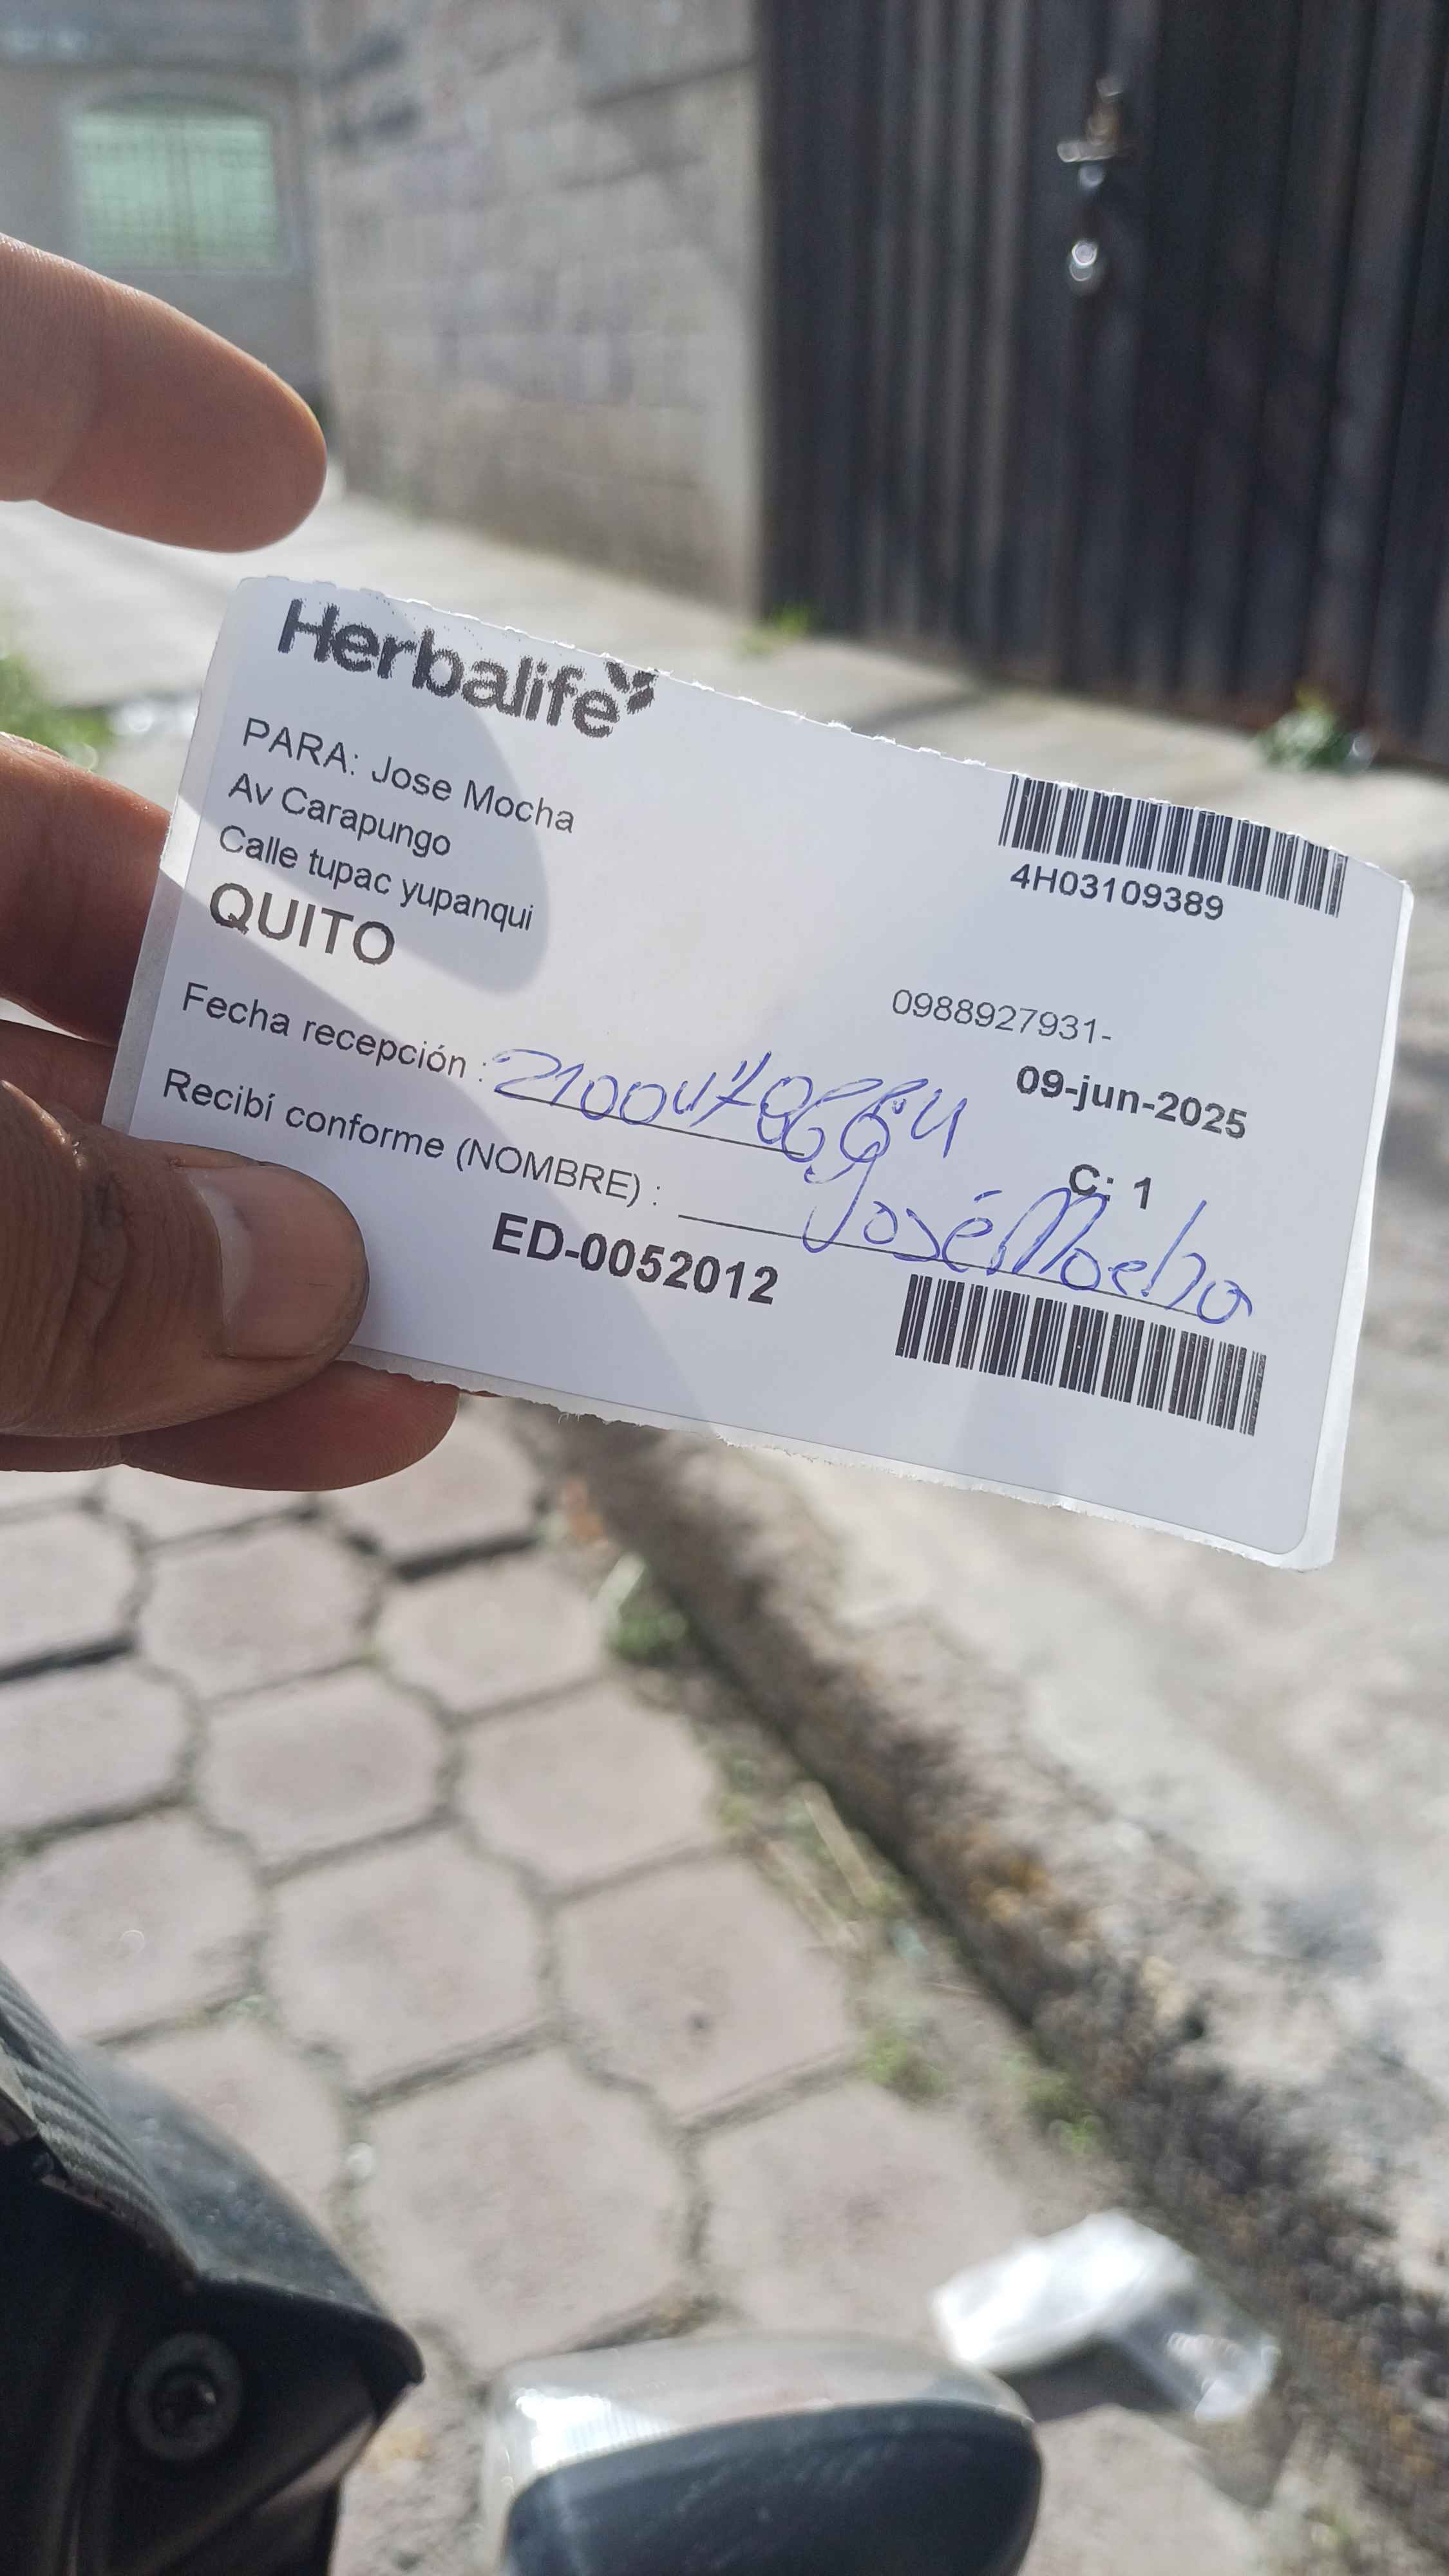 Herbalife
PARA: Jose Mocha
Av Carapungo
Calle tupac yupanqui
QUITO
4H03109389
0988927931-
09-jun-2025
Fecha recepción :
C: 1
Recibí conforme (NOMBRE) : José Mocha
ED-0052012